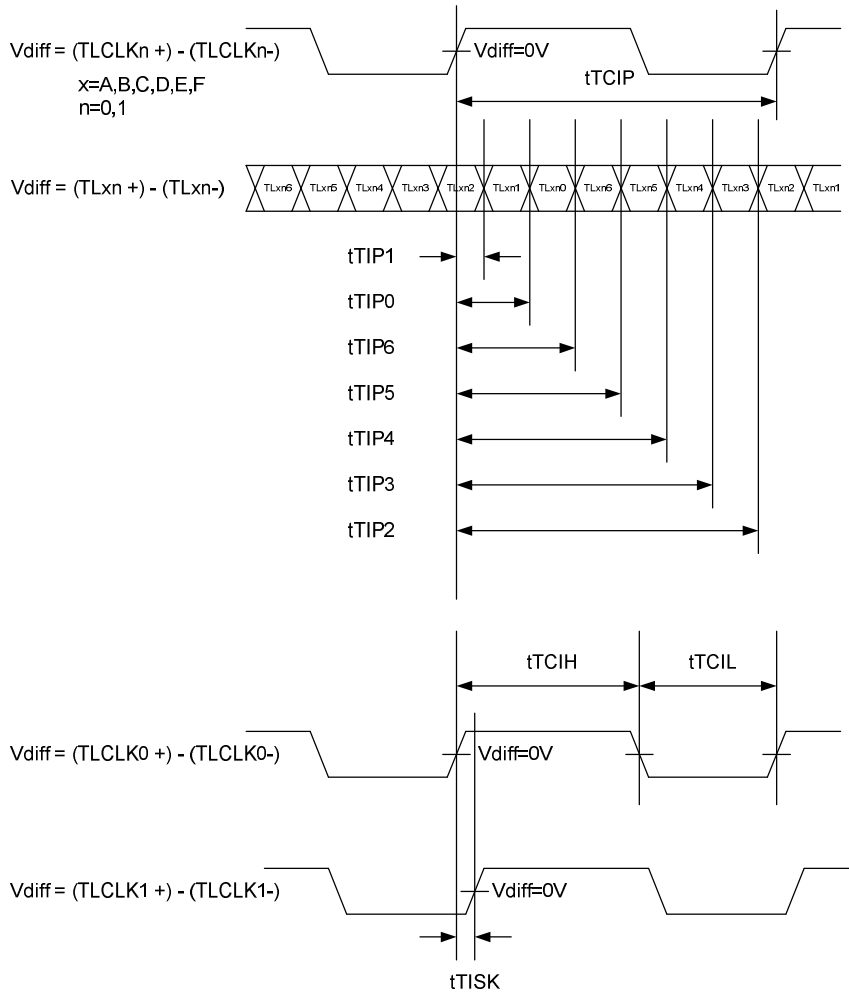 Vdiff = (TLCLKn +) - (TLCLKn-)
x=A,B,C,D,E,F
n=0,1
Vdiff=0V
tTCIP
Vdiff = (TLxn +) - (TLxn-)
TLxn6 TLxn5 TLxn4 TLxn3 TLxn2 TLxn1 TLxn0 TLxn6 TLxn5 TLxn4 TLxn3 TLxn2 TLxn1
tTIP1
tTIP0
tTIP6
tTIP5
tTIP4
tTIP3
tTIP2
tTCIH tTCIL
Vdiff = (TLCLK0 +) - (TLCLK0-)
Vdiff=0V
Vdiff = (TLCLK1 +) - (TLCLK1-)
Vdiff=0V
tTISK